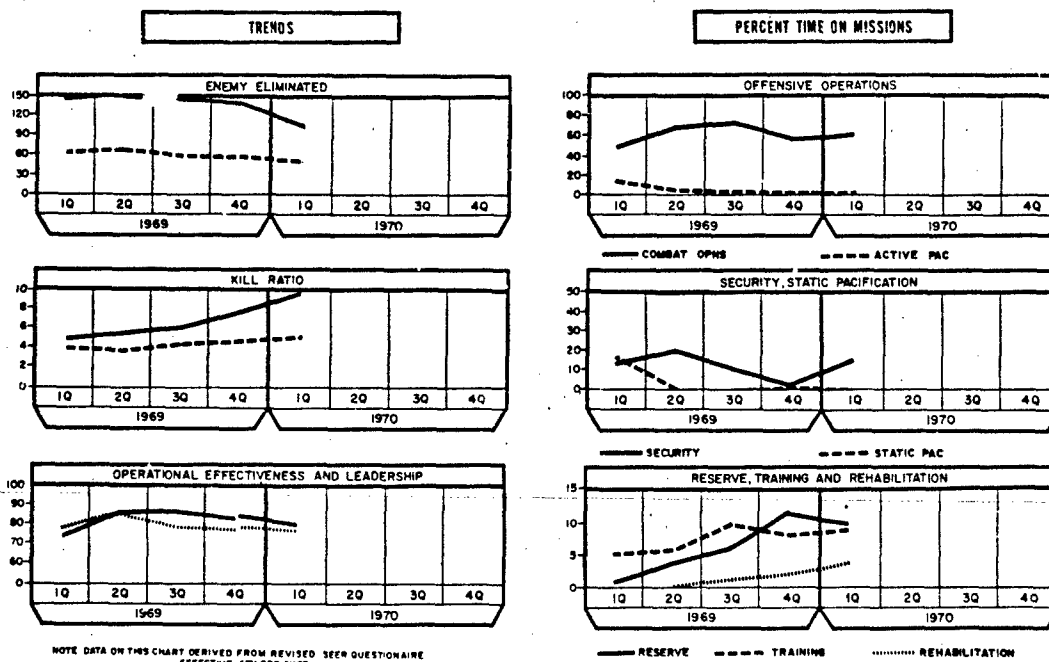 TRENDS
ENEMY ELIMINATED
150
120
90
60
30
0
1Q 2Q 3Q 4Q 1Q 2Q 3Q 4Q
1969 1970
KILL RATIO
10
8
6
4
2
0
1Q 2Q 3Q 4Q 1Q 2Q 3Q 4Q
1969 1970
OPERATIONAL EFFECTIVENESS AND LEADERSHIP
100
90
80
70
60
0
1Q 2Q 3Q 4Q 1Q 2Q 3Q 4Q
1969 1970
NOTE DATA ON THIS CHART DERIVED FROM REVISED SEER QUESTIONAIRE
PERCENT TIME ON MISSIONS
OFFENSIVE OPERATIONS
100
80
60
40
20
0
1Q 2Q 3Q 4Q 1Q 2Q 3Q 4Q
1969 1970
COMBAT OPNS ACTIVE PAC
SECURITY, STATIC PACIFICATION
50
40
30
20
10
0
1Q 2Q 3Q 4Q 1Q 2Q 3Q 4Q
1969 1970
SECURITY STATIC PAC
RESERVE, TRAINING AND REHABILITATION
15
10
5
0
1Q 2Q 3Q 4Q 1Q 2Q 3Q 4Q
1969 1970
RESERVE TRAINING REHABILITATION